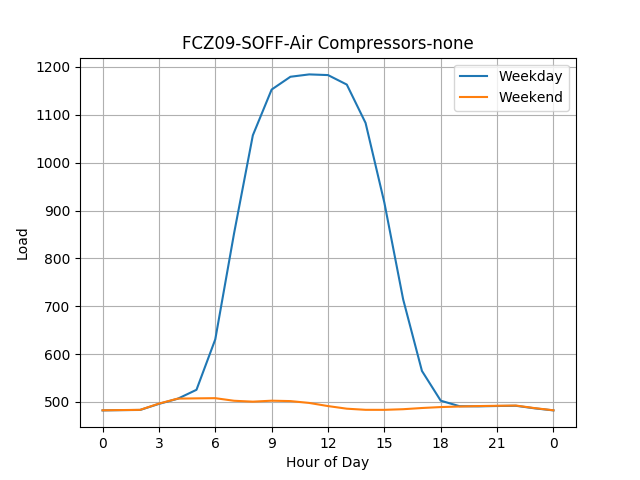 FCZ09-SOFF-Air Compressors-none
Weekday
Weekend
1200
1100
1000
900
800
700
600
500
Load
0 3 6 9 12 15 18 21 0
Hour of Day